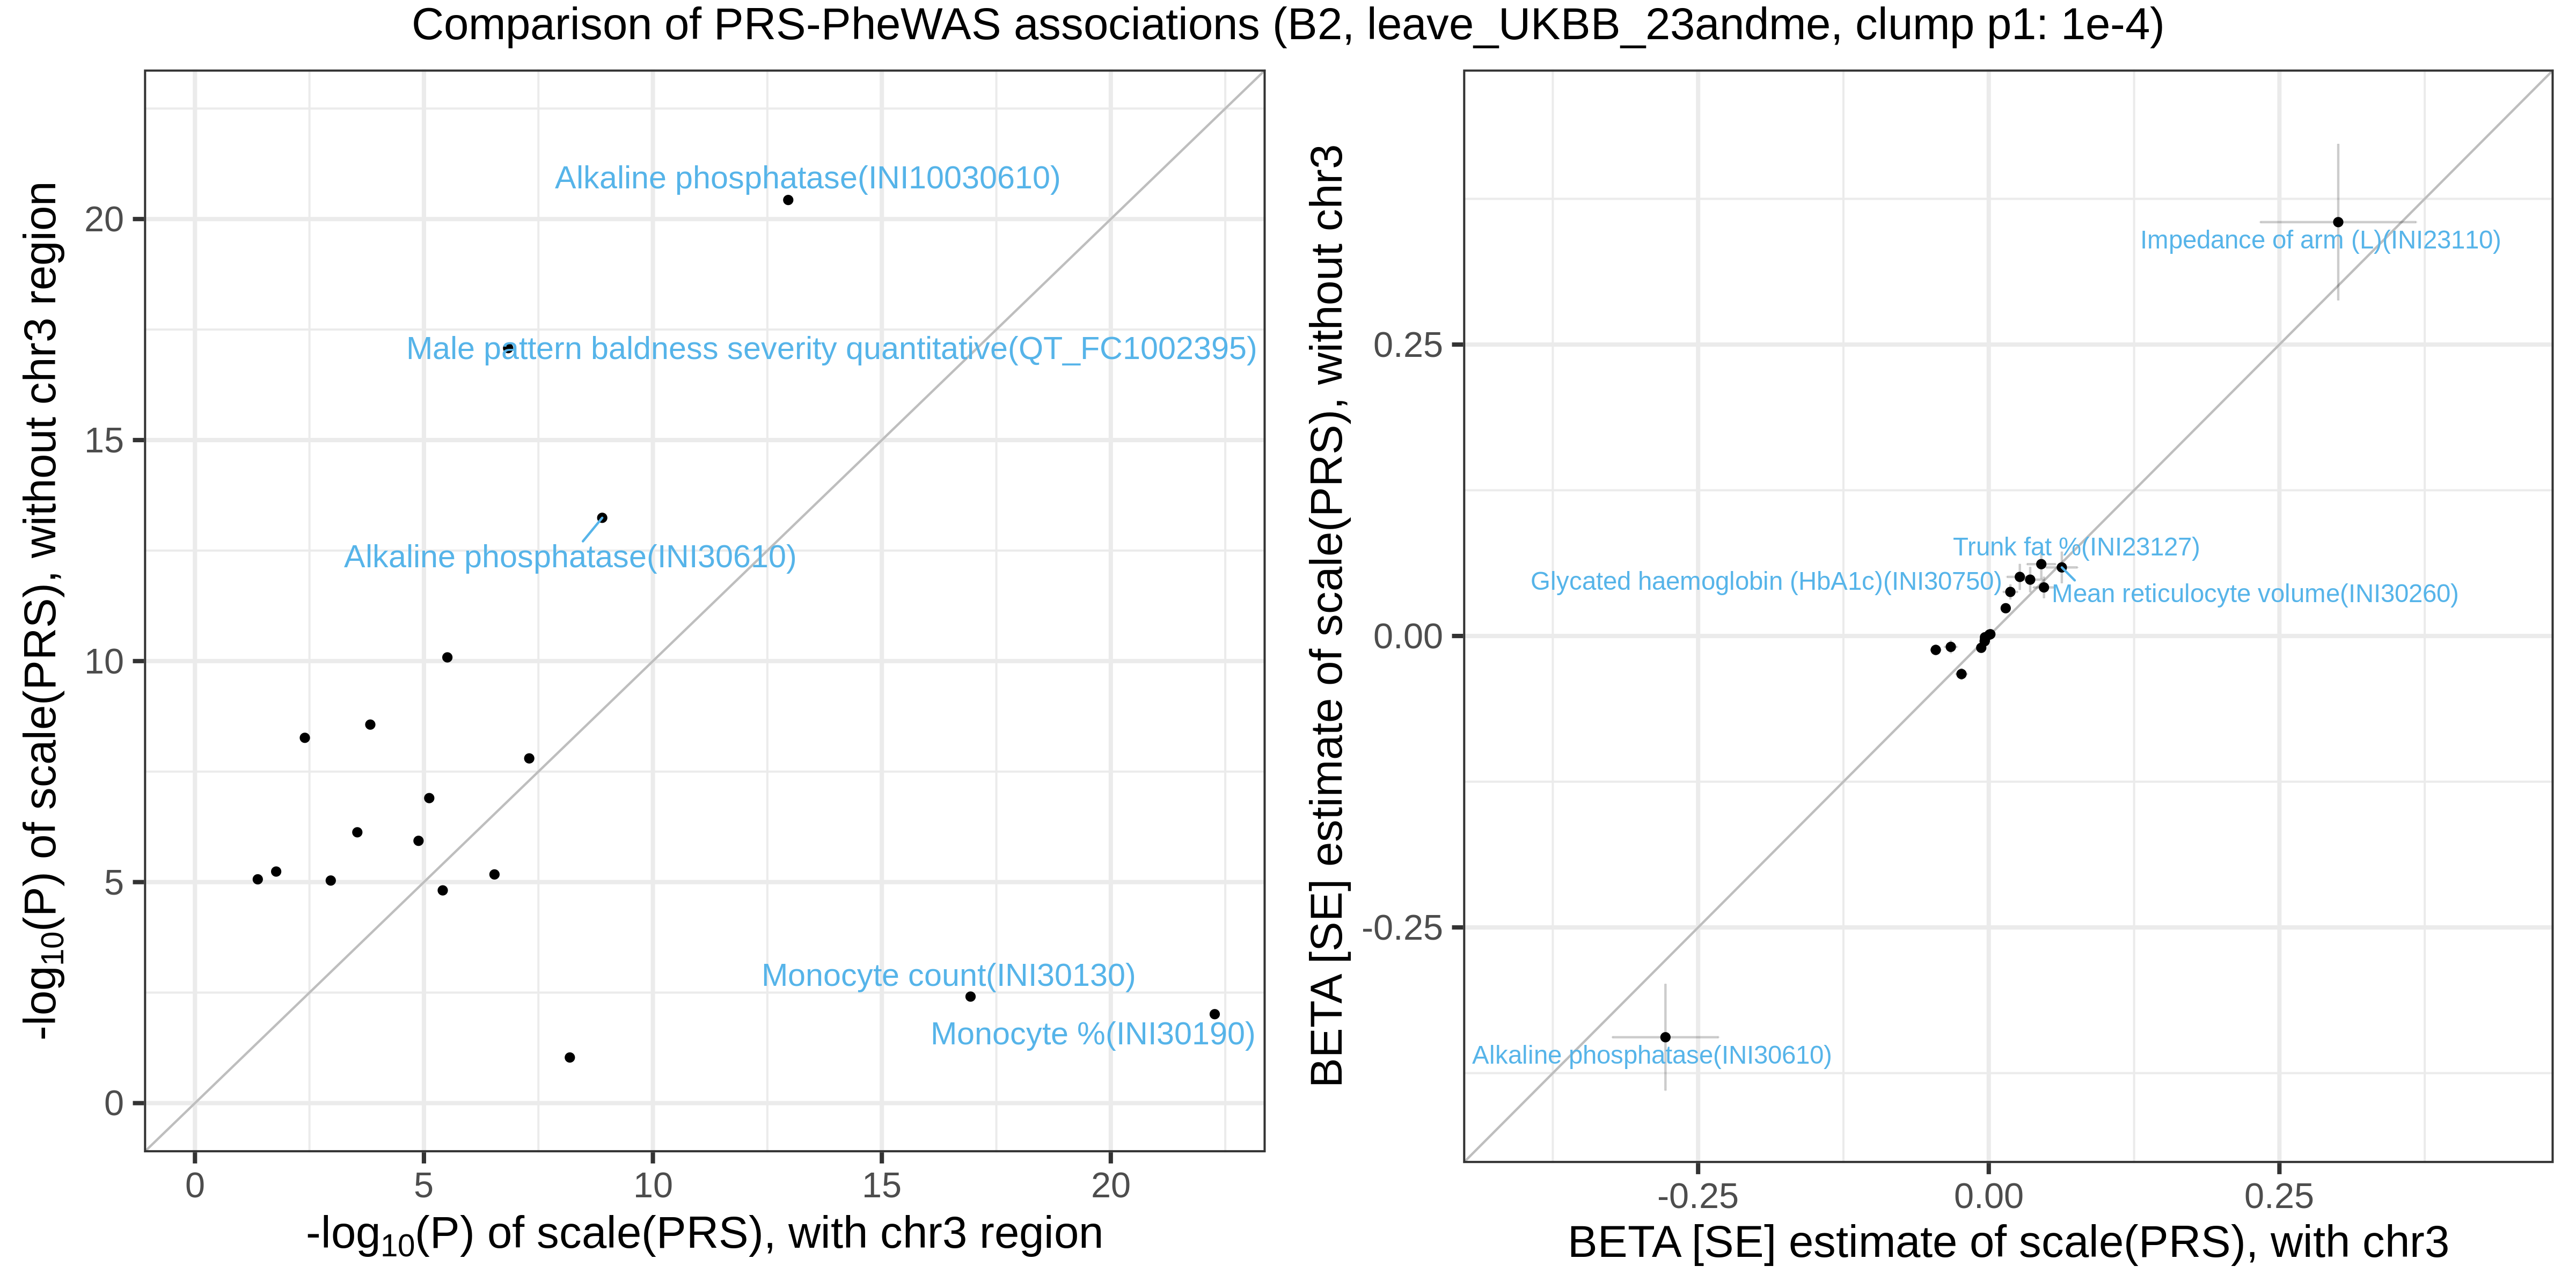 Comparison of PRS-PheWAS associations (B2, leave_UKBB_23andme, clump p1: 1e-4)
-log10(P) of scale(PRS), without chr3 region
20
15
10
5
0
Alkaline phosphatase(INI10030610)
Male pattern baldness severity quantitative(QT_FC1002395)
Alkaline phosphatase(INI30610)
Monocyte count(INI30130)
Monocyte %(INI30190)
0 5 10 15 20
-log10(P) of scale(PRS), with chr3 region
BETA [SE] estimate of scale(PRS), without chr3
0.25
0.00
-0.25
Impedance of arm (L)(INI23110)
Trunk fat %(INI23127)
Glycated haemoglobin (HbA1c)(INI30750)
Mean reticulocyte volume(INI30260)
Alkaline phosphatase(INI30610)
-0.25 0.00 0.25
BETA [SE] estimate of scale(PRS), with chr3